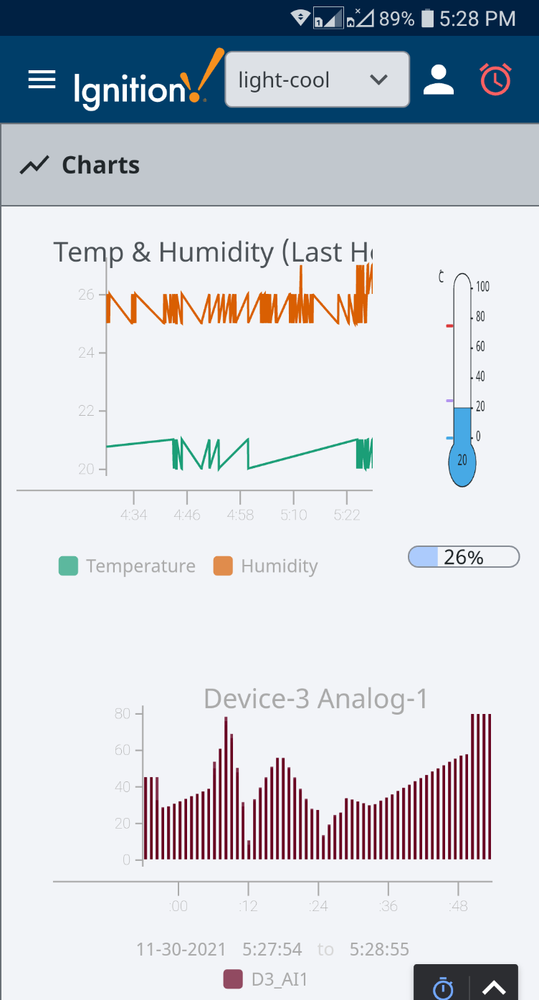 1 89% 5:28 PM
Ignition! light-cool
Charts
Temp & Humidity (Last H
26
24
22
20
4:34 4:46 4:58 5:10 5:22
Temperature Humidity
°C
100
80
60
40
20
0
20
26%
Device-3 Analog-1
80
60
40
20
0
:00 :12 :24 :36 :48
11-30-2021 5:27:54 to 5:28:55
D3_AI1